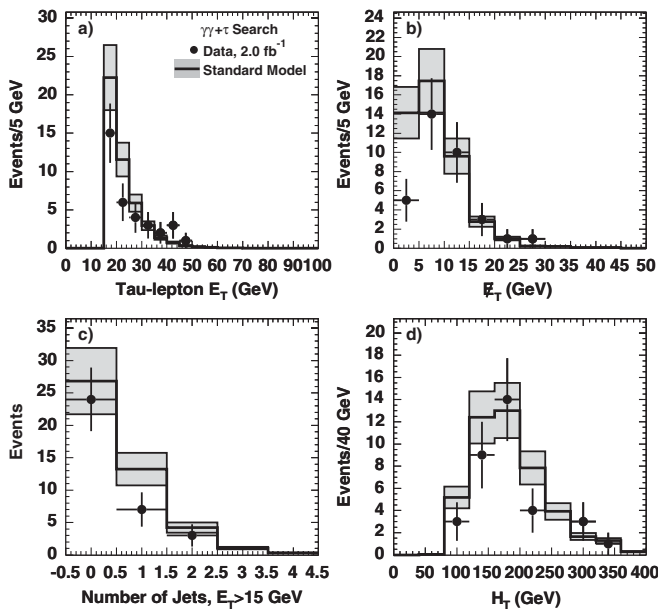 a)
γγ+τ Search
Data, 2.0 fb⁻¹
Standard Model
Events/5 GeV
30
25
20
15
10
5
0
0 10 20 30 40 50 60 70 80 90 100
Tau-lepton E_T (GeV)
b)
Events/5 GeV
24
22
20
18
16
14
12
10
8
6
4
2
0
0 5 10 15 20 25 30 35 40 45 50
E̸_T (GeV)
c)
Events
35
30
25
20
15
10
5
0
-0.5 0 0.5 1 1.5 2 2.5 3 3.5 4 4.5
Number of Jets, E_T>15 GeV
d)
Events/40 GeV
20
18
16
14
12
10
8
6
4
2
0
0 50 100 150 200 250 300 350 400
H_T (GeV)